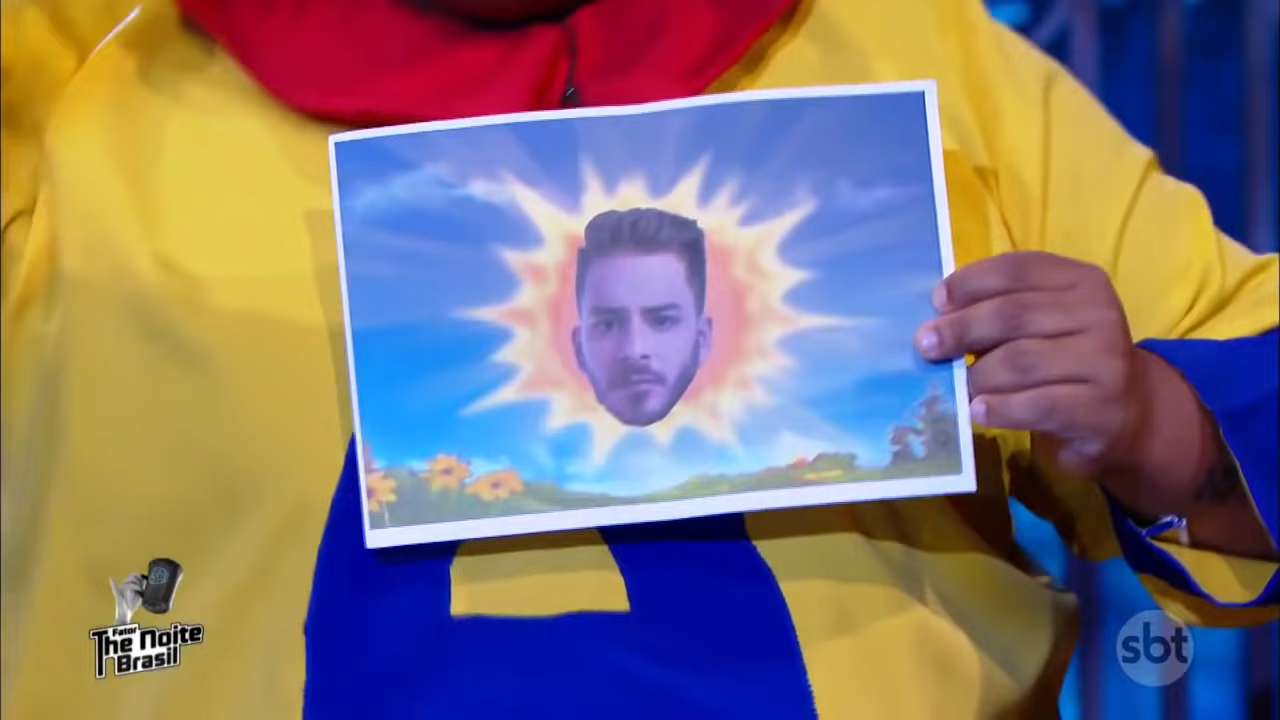 Fator
The Noite
Brasil
sbt